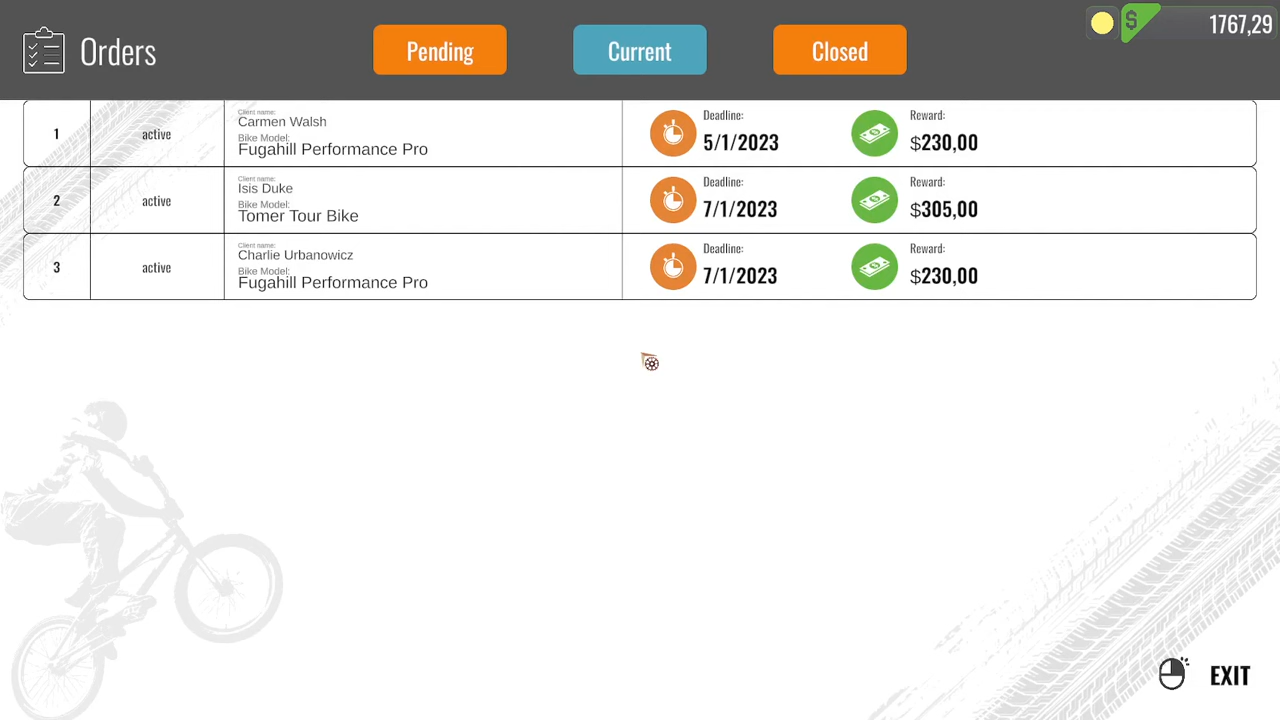 Orders
Pending
Current
Closed
$ 1767,29
1
active
Client name:
Carmen Walsh
Bike Model:
Fugahill Performance Pro
Deadline:
5/1/2023
Reward:
$230,00
2
active
Client name:
Isis Duke
Bike Model:
Tomer Tour Bike
Deadline:
7/1/2023
Reward:
$305,00
3
active
Client name:
Charlie Urbanowicz
Bike Model:
Fugahill Performance Pro
Deadline:
7/1/2023
Reward:
$230,00
EXIT